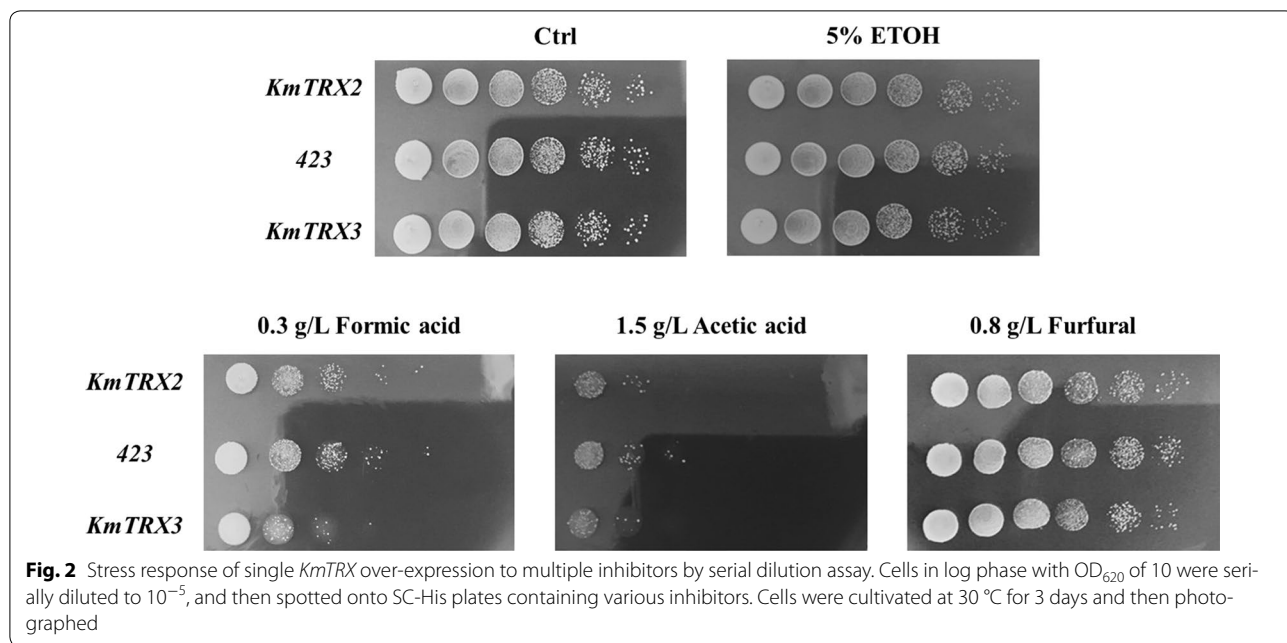 Ctrl 5% ETOH
KmTRX2
423
KmTRX3
0.3 g/L Formic acid 1.5 g/L Acetic acid 0.8 g/L Furfural
KmTRX2
423
KmTRX3
Fig. 2 Stress response of single KmTRX over-expression to multiple inhibitors by serial dilution assay. Cells in log phase with OD₆₂₀ of 10 were seri-
ally diluted to 10⁻⁵, and then spotted onto SC-His plates containing various inhibitors. Cells were cultivated at 30 °C for 3 days and then photo-
graphed